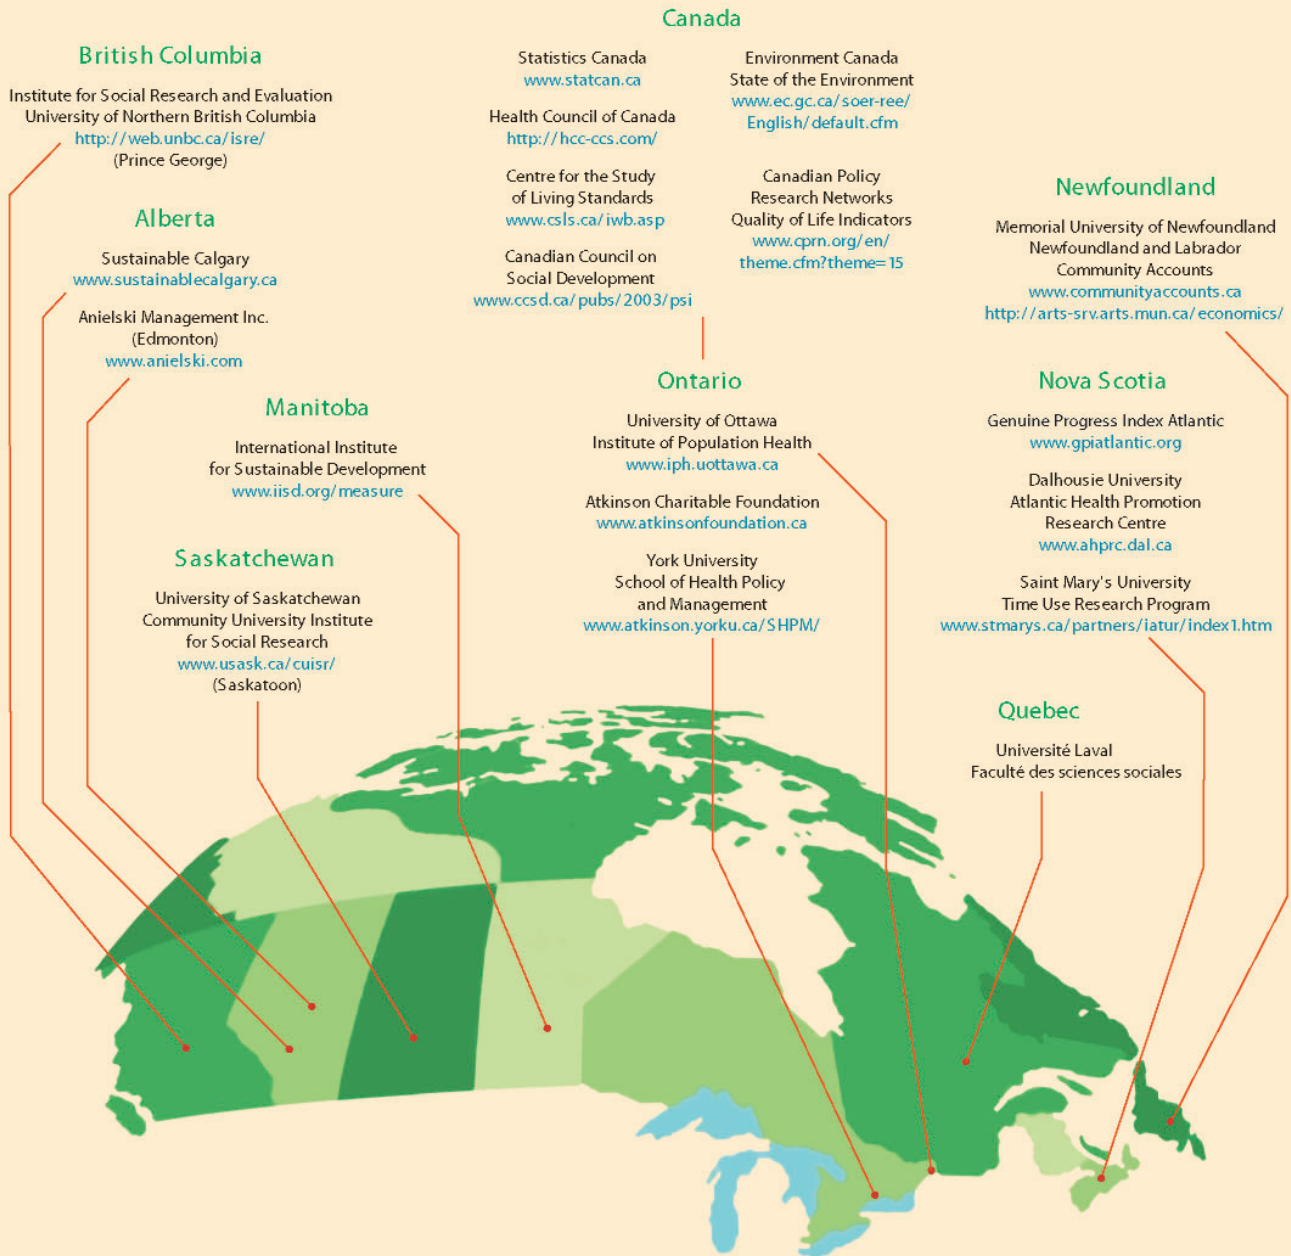 Canada
Statistics Canada
www.statcan.ca
Health Council of Canada
http://hcc-ccs.com/
Centre for the Study
of Living Standards
www.csls.ca/iwb.asp
Canadian Council on
Social Development
www.ccsd.ca/pubs/2003/psi
Environment Canada
State of the Environment
www.ec.gc.ca/soer-ree/
English/default.cfm
Canadian Policy
Research Networks
Quality of Life Indicators
www.cprn.org/en/
theme.cfm?theme=15
British Columbia
Institute for Social Research and Evaluation
University of Northern British Columbia
http://web.unbc.ca/isre/
(Prince George)
Alberta
Sustainable Calgary
www.sustainablecalgary.ca
Anielski Management Inc.
(Edmonton)
www.anielski.com
Manitoba
International Institute
for Sustainable Development
www.iisd.org/measure
Saskatchewan
University of Saskatchewan
Community University Institute
for Social Research
www.usask.ca/cuisr/
(Saskatoon)
Ontario
University of Ottawa
Institute of Population Health
www.iph.uottawa.ca
Atkinson Charitable Foundation
www.atkinsonfoundation.ca
York University
School of Health Policy
and Management
www.atkinson.yorku.ca/SHPM/
Newfoundland
Memorial University of Newfoundland
Newfoundland and Labrador
Community Accounts
www.communityaccounts.ca
http://arts-srv.arts.mun.ca/economics/
Nova Scotia
Genuine Progress Index Atlantic
www.gpiatlantic.org
Dalhousie University
Atlantic Health Promotion
Research Centre
www.ahprc.dal.ca
Saint Mary's University
Time Use Research Program
www.stmarys.ca/partners/iatur/index1.htm
Quebec
Université Laval
Faculté des sciences sociales